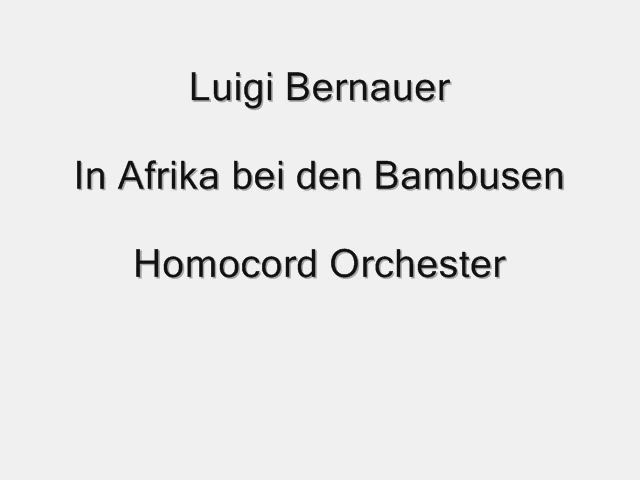 Luigi Bernauer
In Afrika bei den Bambusen
Homocord Orchester